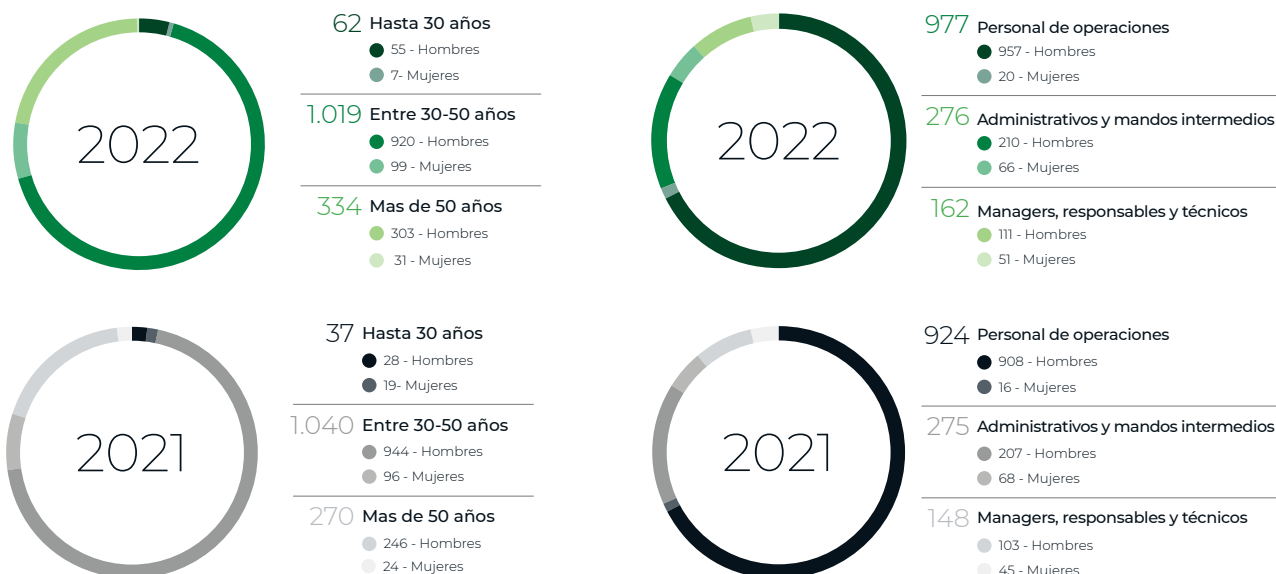 2022
62 Hasta 30 años
55 - Hombres
7- Mujeres
1.019 Entre 30-50 años
920 - Hombres
99 - Mujeres
334 Mas de 50 años
303 - Hombres
31 - Mujeres
2022
977 Personal de operaciones
957 - Hombres
20 - Mujeres
276 Administrativos y mandos intermedios
210 - Hombres
66 - Mujeres
162 Managers, responsables y técnicos
111 - Hombres
51 - Mujeres
2021
37 Hasta 30 años
28 - Hombres
19- Mujeres
1.040 Entre 30-50 años
944 - Hombres
96 - Mujeres
270 Mas de 50 años
246 - Hombres
24 - Mujeres
2021
924 Personal de operaciones
908 - Hombres
16 - Mujeres
275 Administrativos y mandos intermedios
207 - Hombres
68 - Mujeres
148 Managers, responsables y técnicos
103 - Hombres
45 - Mujeres